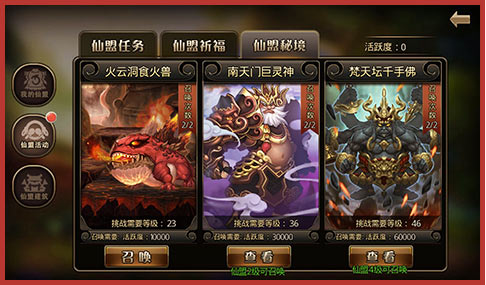 仙盟任务
仙盟祈福
仙盟秘境
活跃度：0
我的仙盟
仙盟活动
仙盟建筑
火云洞食火兽
召唤次数
2/2
挑战需要等级：23
召唤需要：活跃度：10000
召唤
南天门巨灵神
召唤次数
2/2
挑战需要等级：36
召唤需要：活跃度：30000
查看
仙盟2级可召唤
梵天坛千手佛
召唤次数
2/2
挑战需要等级：46
召唤需要：活跃度：60000
查看
仙盟4级可召唤